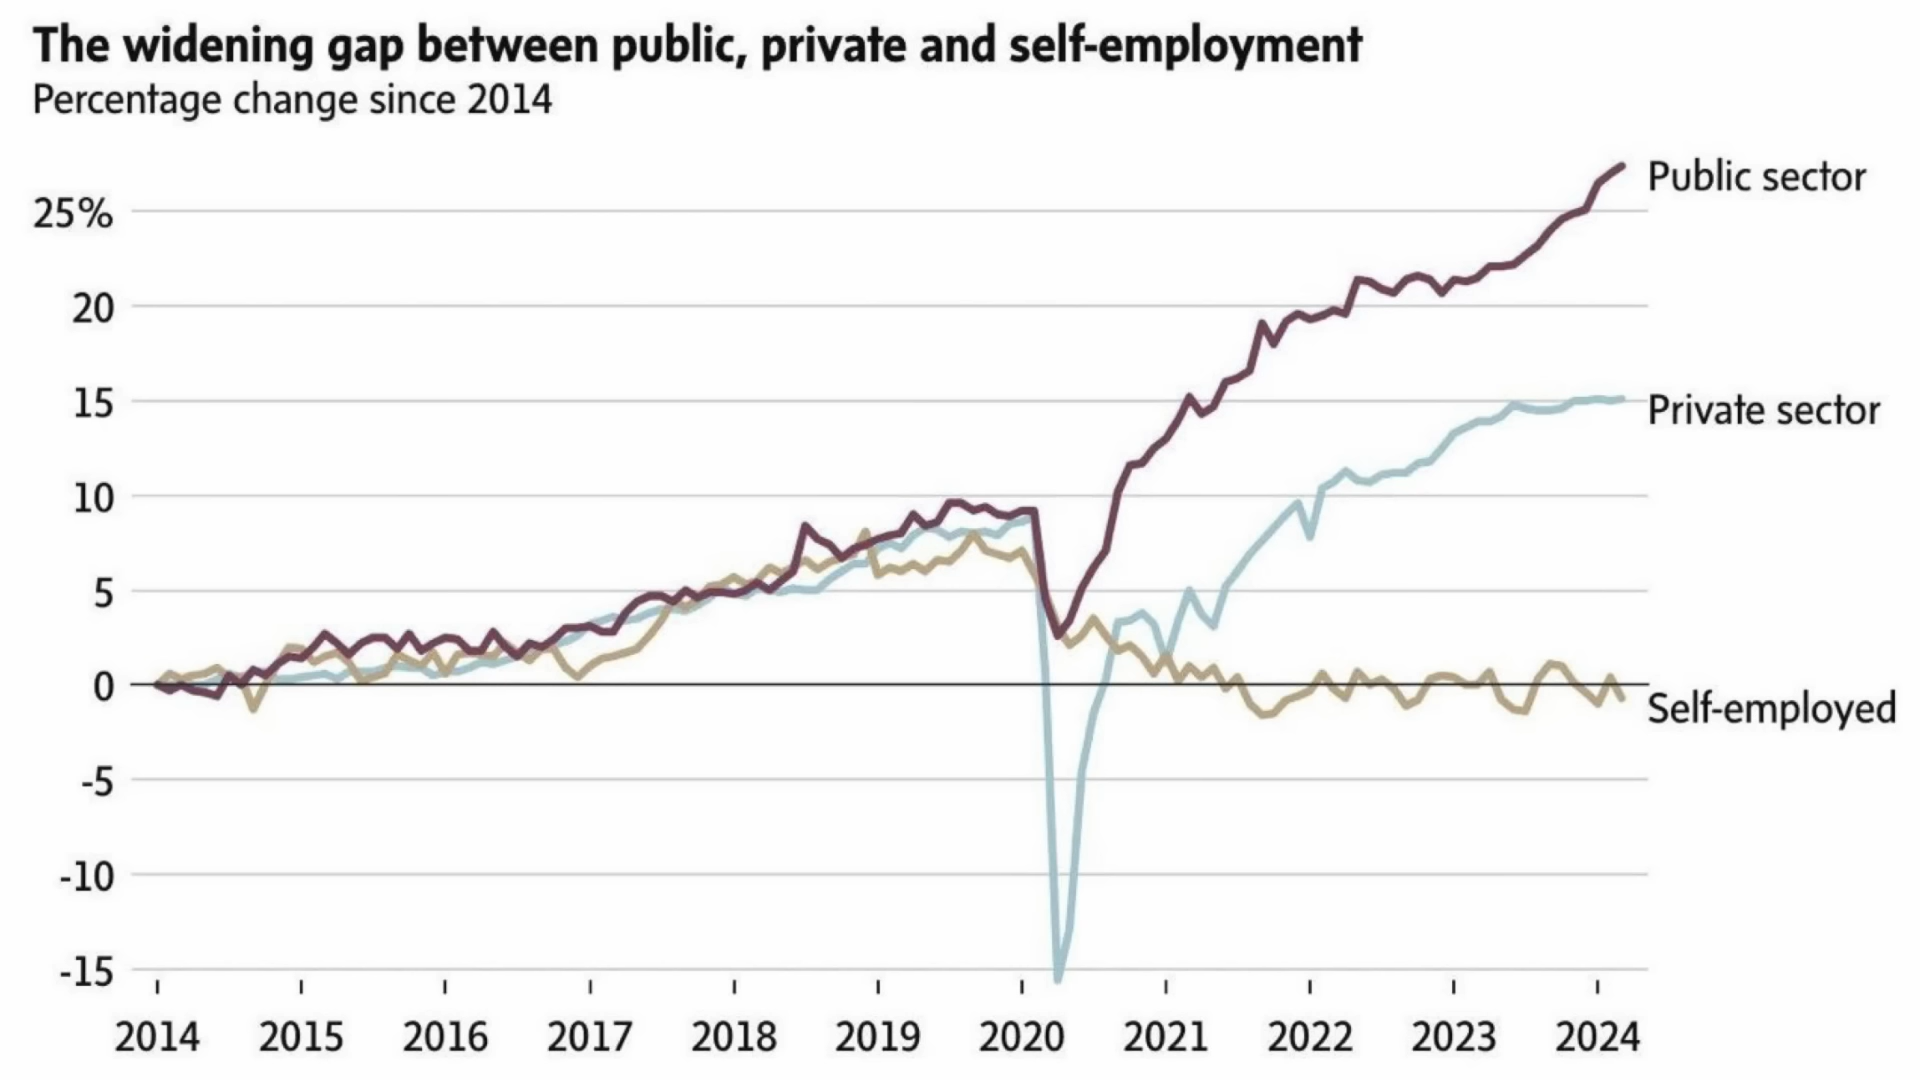 The widening gap between public, private and self-employment
Percentage change since 2014
Public sector
25%
20
15
Private sector
10
5
0
Self-employed
-5
-10
-15
2014 2015 2016 2017 2018 2019 2020 2021 2022 2023 2024